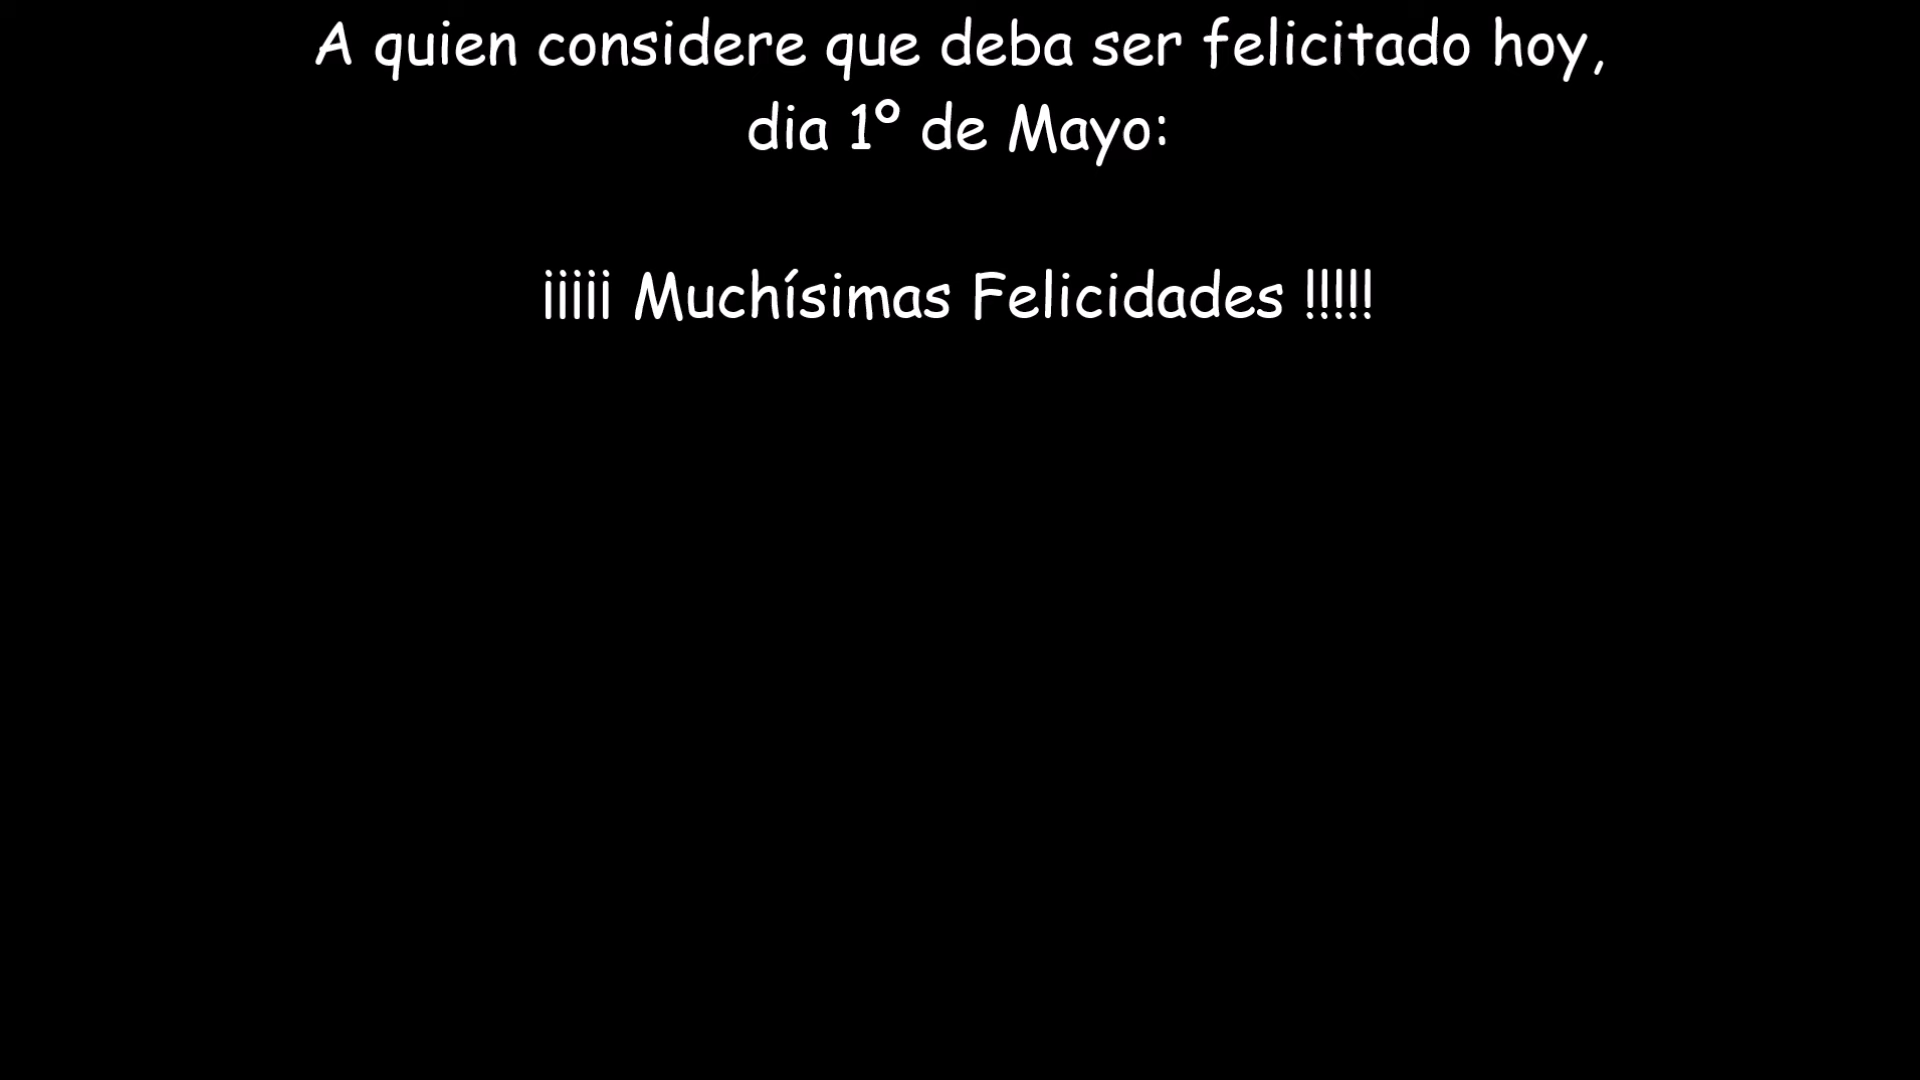 A quien considere que deba ser felicitado hoy,
dia 1º de Mayo:
¡¡¡¡¡ Muchísimas Felicidades !!!!!